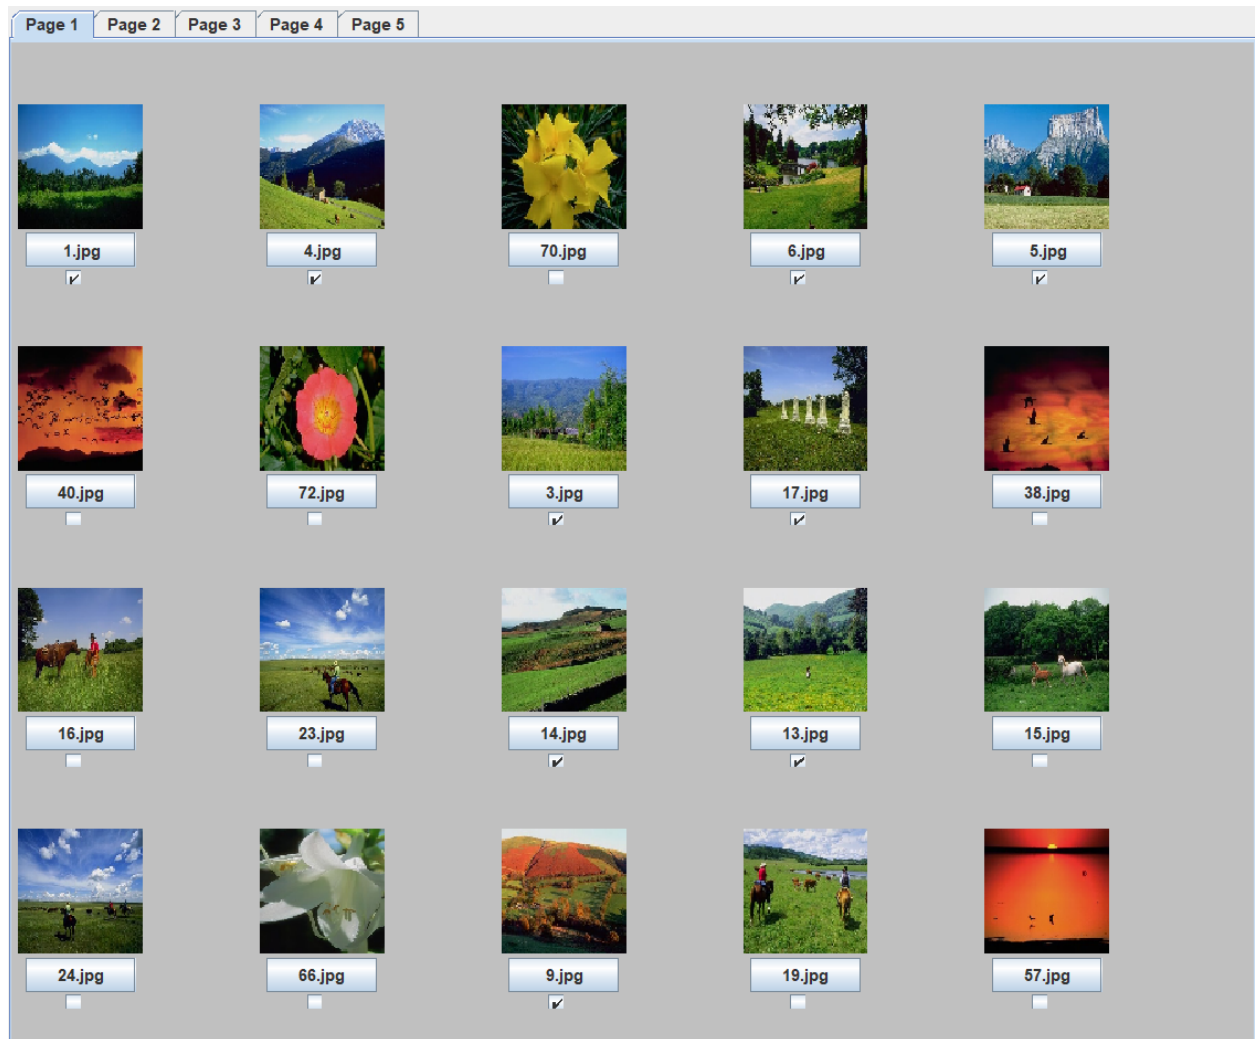 Page 1 Page 2 Page 3 Page 4 Page 5
1.jpg 4.jpg 70.jpg 6.jpg 5.jpg
40.jpg 72.jpg 3.jpg 17.jpg 38.jpg
16.jpg 23.jpg 14.jpg 13.jpg 15.jpg
24.jpg 66.jpg 9.jpg 19.jpg 57.jpg